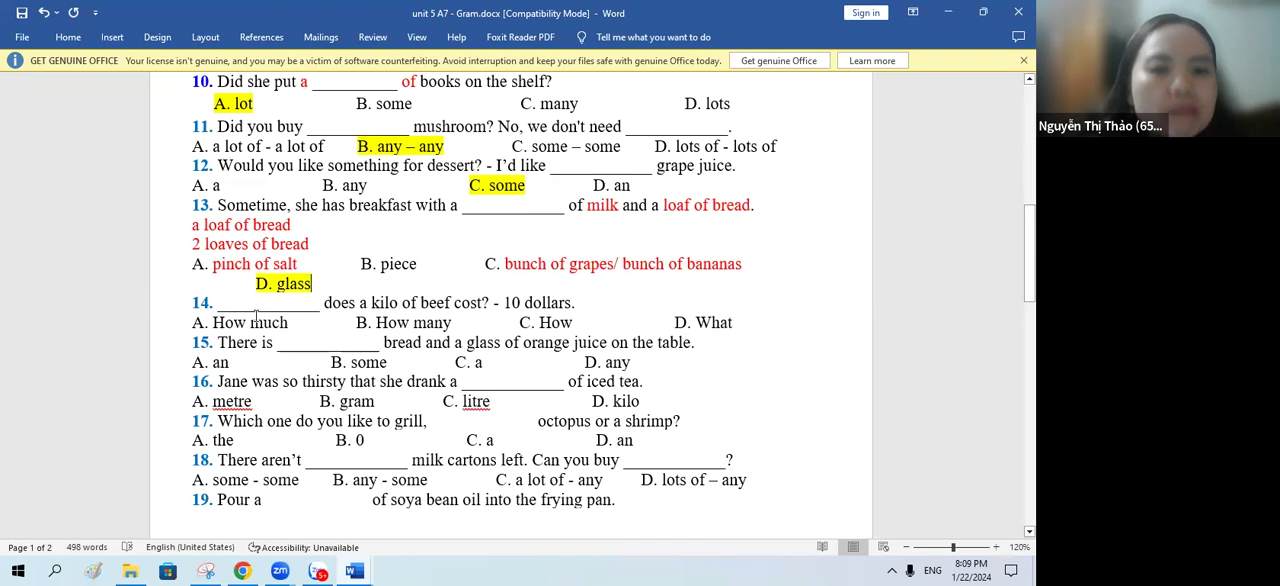 unit 5 A7 - Gram.docx [Compatibility Mode] - Word
Sign in
File Home Insert Design Layout References Mailings Review View Help Foxit Reader PDF Tell me what you want to do
GET GENUINE OFFICE Your license isn't genuine, and you may be a victim of software counterfeiting. Avoid interruption and keep your files safe with genuine Office today. Get genuine Office Learn more
10. Did she put a __________ of books on the shelf?
A. lot B. some C. many D. lots
11. Did you buy ____________ mushroom? No, we don't need ____________.
A. a lot of - a lot of B. any – any C. some – some D. lots of - lots of
12. Would you like something for dessert? - I'd like ____________ grape juice.
A. a B. any C. some D. an
13. Sometime, she has breakfast with a ____________ of milk and a loaf of bread.
a loaf of bread
2 loaves of bread
A. pinch of salt B. piece C. bunch of grapes/ bunch of bananas
D. glass
14. ____________ does a kilo of beef cost? - 10 dollars.
A. How much B. How many C. How D. What
15. There is ____________ bread and a glass of orange juice on the table.
A. an B. some C. a D. any
16. Jane was so thirsty that she drank a ____________ of iced tea.
A. metre B. gram C. litre D. kilo
17. Which one do you like to grill, octopus or a shrimp?
A. the B. 0 C. a D. an
18. There aren't ____________ milk cartons left. Can you buy ____________?
A. some - some B. any - some C. a lot of - any D. lots of – any
19. Pour a of soya bean oil into the frying pan.
Nguyễn Thị Thảo (65...
Page 1 of 2 498 words English (United States) Accessibility: Unavailable 120%
zm 5+ ENG 8:09 PM
1/22/2024